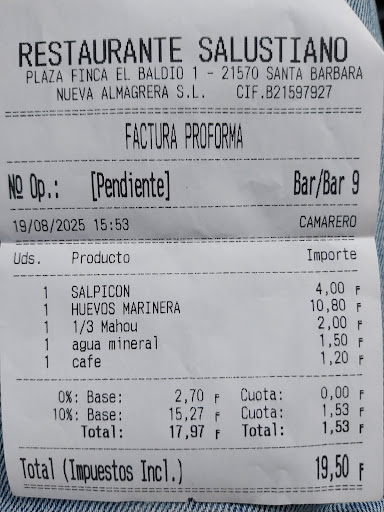 RESTAURANTE SALUSTIANO
PLAZA FINCA EL BALDIO 1 - 21570 SANTA BARBARA
NUEVA ALMAGRERA S.L. CIF.B21597927
FACTURA PROFORMA
Nº Op.: [Pendiente] Bar/Bar 9
19/08/2025 15:53 CAMARERO
Uds. Producto Importe
1 SALPICON 4,00 F
1 HUEVOS MARINERA 10,80 F
1 1/3 Mahou 2,00 F
1 agua mineral 1,50 F
1 cafe 1,20 F
0%: Base: 2,70 F Cuota: 0,00 F
10%: Base: 15,27 F Cuota: 1,53 F
Total: 17,97 F Total: 1,53 F
Total (Impuestos Incl.) 19,50 F